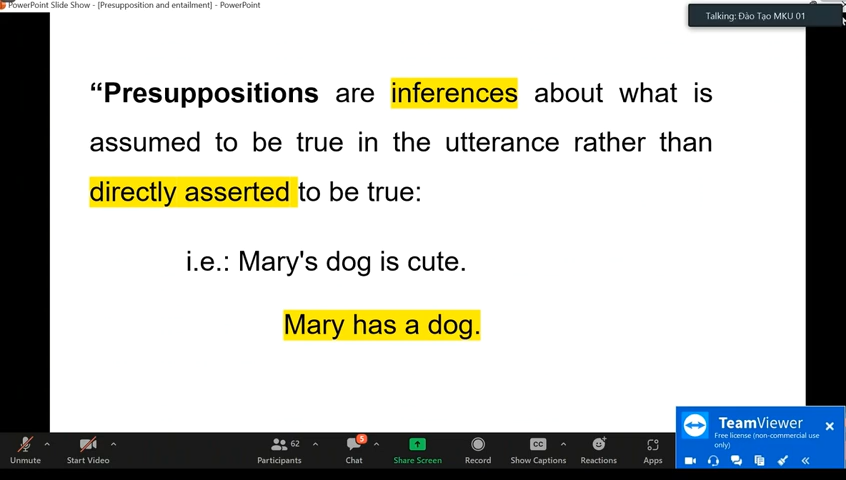 PowerPoint Slide Show - [Presupposition and entailment] - PowerPoint
Talking: Đào Tạo MKU 01
“Presuppositions are inferences about what is
assumed to be true in the utterance rather than
directly asserted to be true:
i.e.: Mary's dog is cute.
Mary has a dog.
TeamViewer
Free license (non-commercial use
only)
Unmute
Start Video
62
Participants
5
Chat
Share Screen
Record
CC
Show Captions
Reactions
Apps